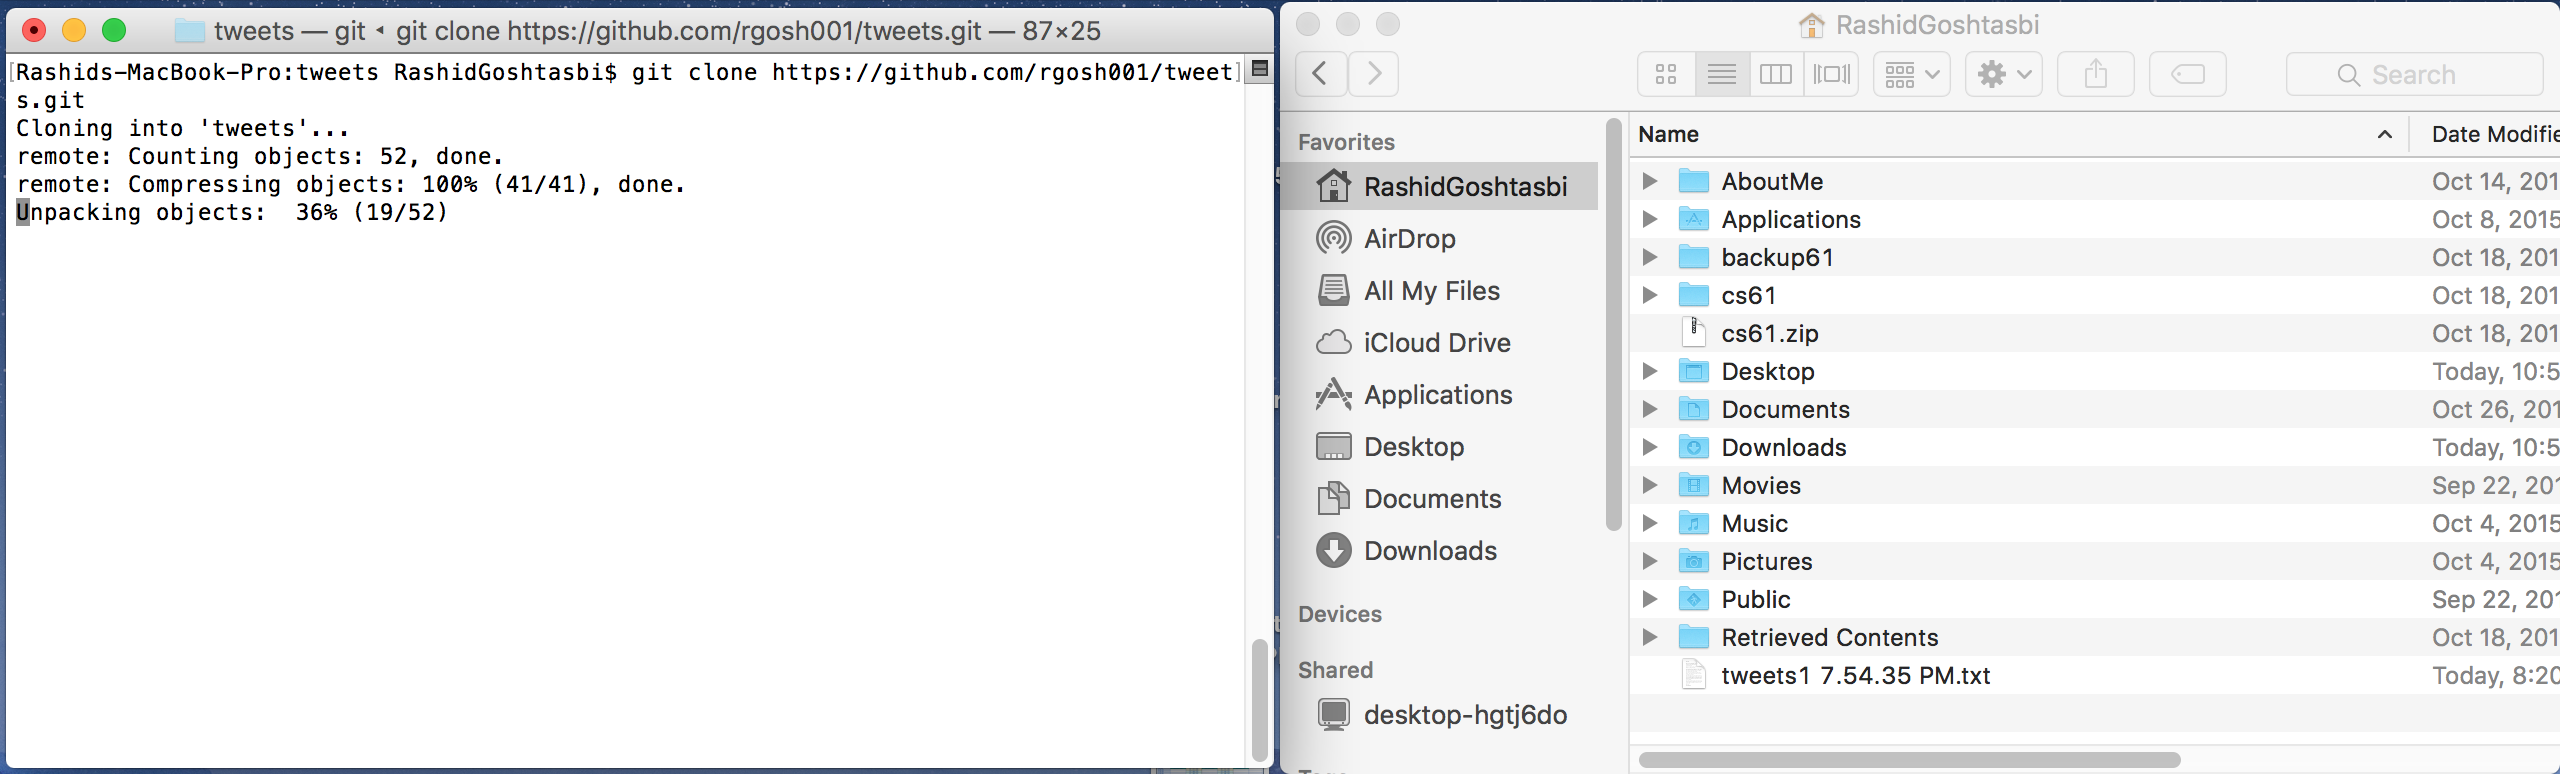 tweets — git ◂ git clone https://github.com/rgosh001/tweets.git — 87×25
[Rashids-MacBook-Pro:tweets RashidGoshtasbi$ git clone https://github.com/rgosh001/tweet]
s.git
Cloning into 'tweets'...
remote: Counting objects: 52, done.
remote: Compressing objects: 100% (41/41), done.
Unpacking objects:  36% (19/52)
RashidGoshtasbi
Search
Favorites
RashidGoshtasbi
AirDrop
All My Files
iCloud Drive
Applications
Desktop
Documents
Downloads
Devices
Shared
desktop-hgtj6do
Name Date Modifie
AboutMe Oct 14, 201
Applications Oct 8, 2015
backup61 Oct 18, 201
cs61 Oct 18, 201
cs61.zip Oct 18, 201
Desktop Today, 10:5
Documents Oct 26, 201
Downloads Today, 10:5
Movies Sep 22, 201
Music Oct 4, 2015
Pictures Oct 4, 2015
Public Sep 22, 201
Retrieved Contents Oct 18, 201
tweets1 7.54.35 PM.txt Today, 8:20